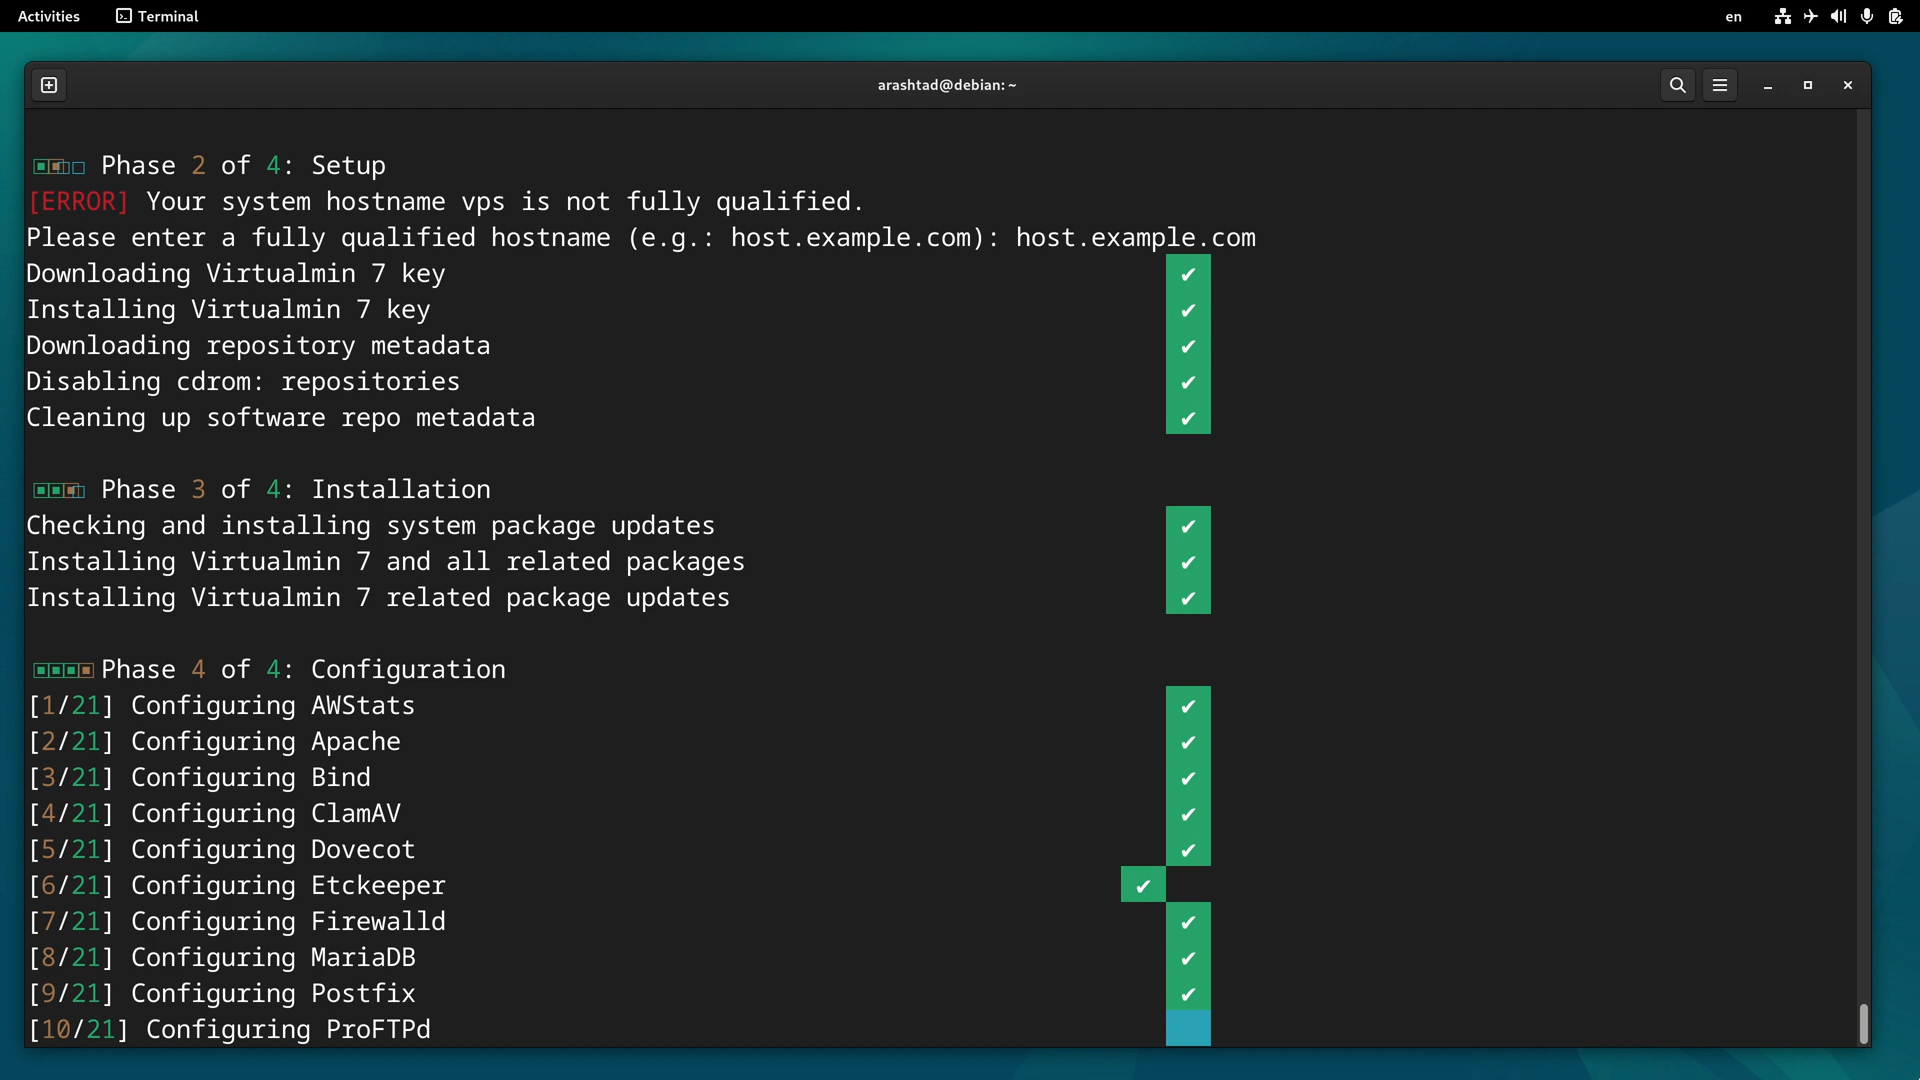 Activities Terminal en
arashtad@debian: ~
Phase 2 of 4: Setup
[ERROR] Your system hostname vps is not fully qualified.
Please enter a fully qualified hostname (e.g.: host.example.com): host.example.com
Downloading Virtualmin 7 key ✔
Installing Virtualmin 7 key ✔
Downloading repository metadata ✔
Disabling cdrom: repositories ✔
Cleaning up software repo metadata ✔
Phase 3 of 4: Installation
Checking and installing system package updates ✔
Installing Virtualmin 7 and all related packages ✔
Installing Virtualmin 7 related package updates ✔
Phase 4 of 4: Configuration
[1/21] Configuring AWStats ✔
[2/21] Configuring Apache ✔
[3/21] Configuring Bind ✔
[4/21] Configuring ClamAV ✔
[5/21] Configuring Dovecot ✔
[6/21] Configuring Etckeeper ✔
[7/21] Configuring Firewalld ✔
[8/21] Configuring MariaDB ✔
[9/21] Configuring Postfix ✔
[10/21] Configuring ProFTPd